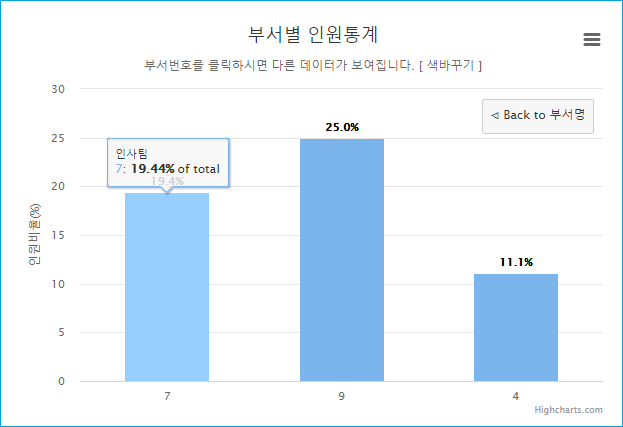 부서별 인원통계
부서번호를 클릭하시면 다른 데이터가 보여집니다. [ 색바꾸기 ]
인원비율(%)
30
25
20
15
10
5
0
⊲ Back to 부서명
인사팀
7: 19.44% of total
19.4%
25.0%
11.1%
7
9
4
Highcharts.com